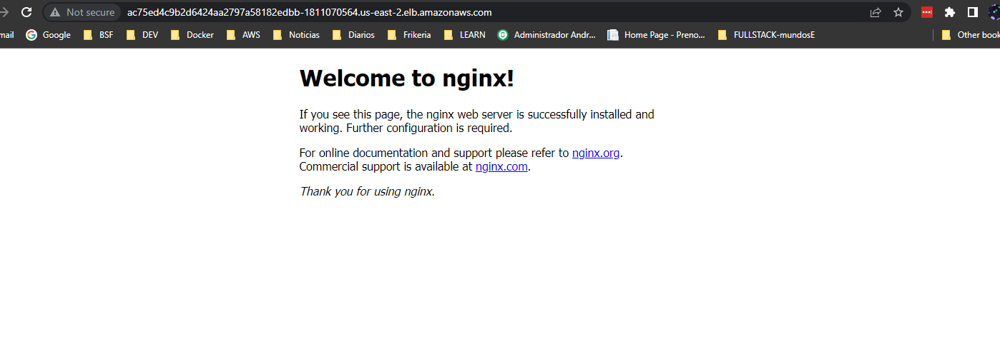 Not secure ac75ed4c9b2d6424aa2797a58182edbb-1811070564.us-east-2.elb.amazonaws.com
mail Google BSF DEV Docker AWS Noticias Diarios Frikeria LEARN Administrador Andr... Home Page - Preno... FULLSTACK-mundosE Other book
Welcome to nginx!
If you see this page, the nginx web server is successfully installed and
working. Further configuration is required.
For online documentation and support please refer to nginx.org.
Commercial support is available at nginx.com.
Thank you for using nginx.